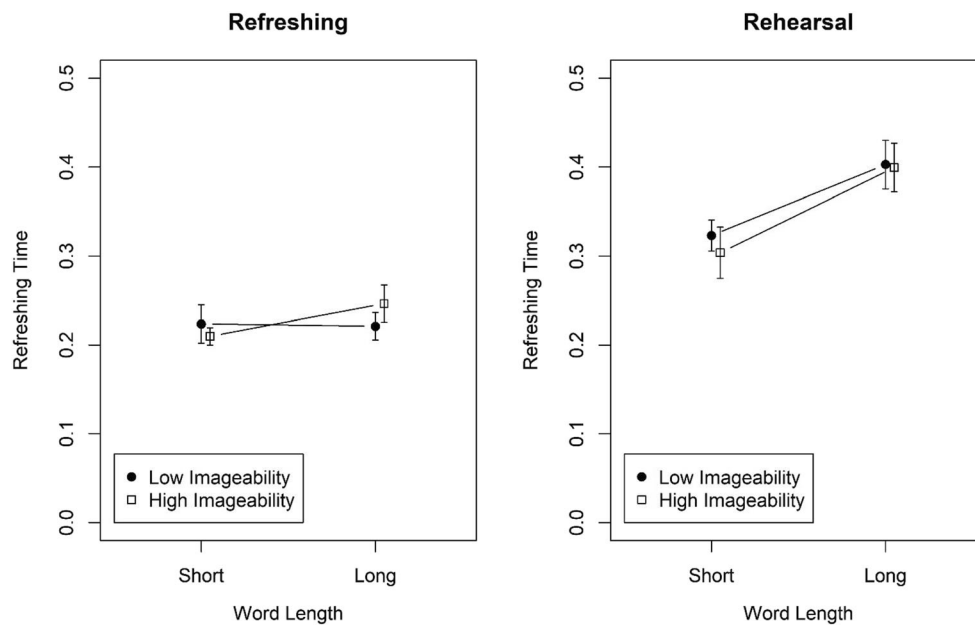 Refreshing
Refreshing Time
0.5
0.4
0.3
0.2
0.1
0.0
Low Imageability
High Imageability
Short Long
Word Length
Rehearsal
Refreshing Time
0.5
0.4
0.3
0.2
0.1
0.0
Low Imageability
High Imageability
Short Long
Word Length